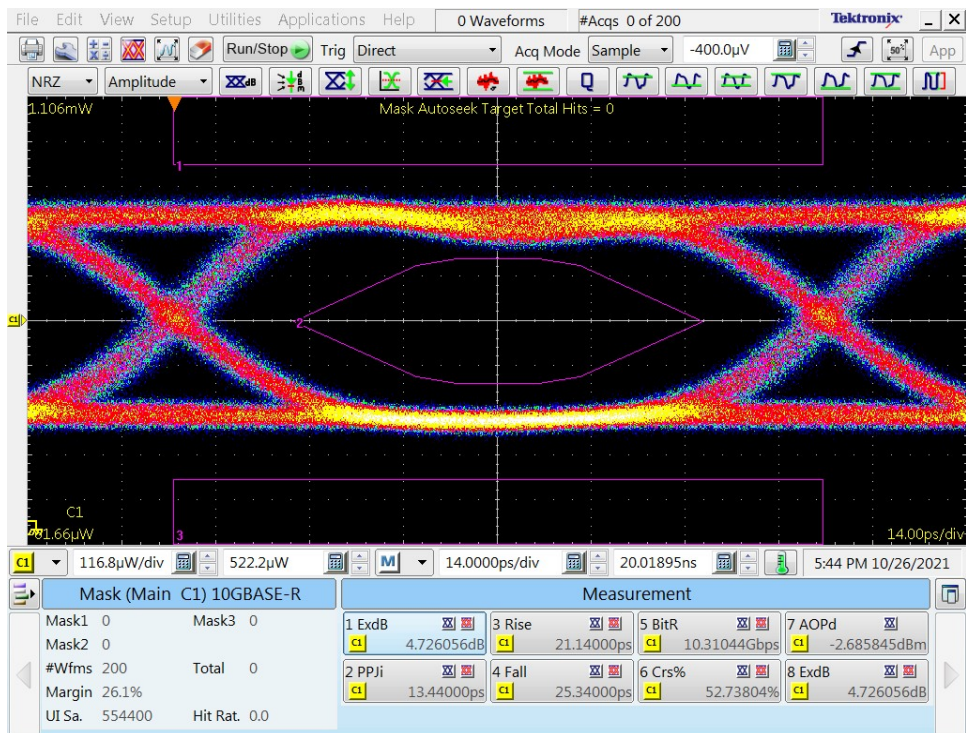 File Edit View Setup Utilities Applications Help 0 Waveforms #Acqs 0 of 200 Tektronix
Run/Stop Trig Direct Acq Mode Sample -400.0μV 50% App
NRZ Amplitude dB Q
1.106mW Mask Autoseek Target Total Hits = 0
1
C1 2
C1
3
14.00ps/div
C1 116.8μW/div 522.2μW M 14.0000ps/div 20.01895ns 5:44 PM 10/26/2021
Mask (Main C1) 10GBASE-R Measurement
Mask1 0 Mask3 0
Mask2 0
#Wfms 200 Total 0
Margin 26.1%
UI Sa. 554400 Hit Rat. 0.0
1 ExdB 3 Rise 5 BitR 7 AOPd
C1 4.726056dB C1 21.14000ps C1 10.31044Gbps C1 -2.685845dBm
2 PPJi 4 Fall 6 Crs% 8 ExdB
C1 13.44000ps C1 25.34000ps C1 52.73804% C1 4.726056dB